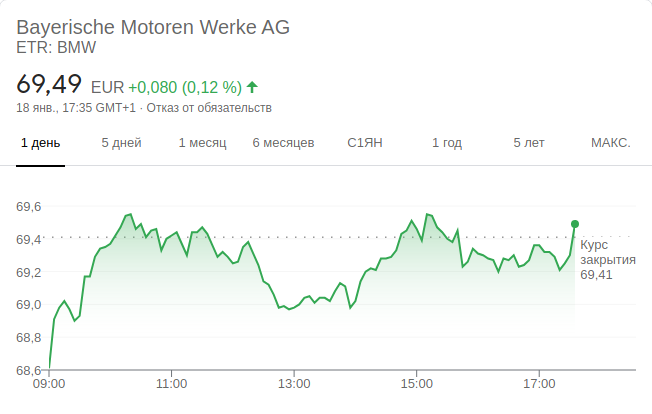 Bayerische Motoren Werke AG
ETR: BMW
69,49 EUR +0,080 (0,12 %)
18 янв., 17:35 GMT+1 · Отказ от обязательств
1 день 5 дней 1 месяц 6 месяцев С1ЯН 1 год 5 лет МАКС.
69,6
69,4
Курс
закрытия
69,41
69,2
69,0
68,8
68,6
09:00 11:00 13:00 15:00 17:00